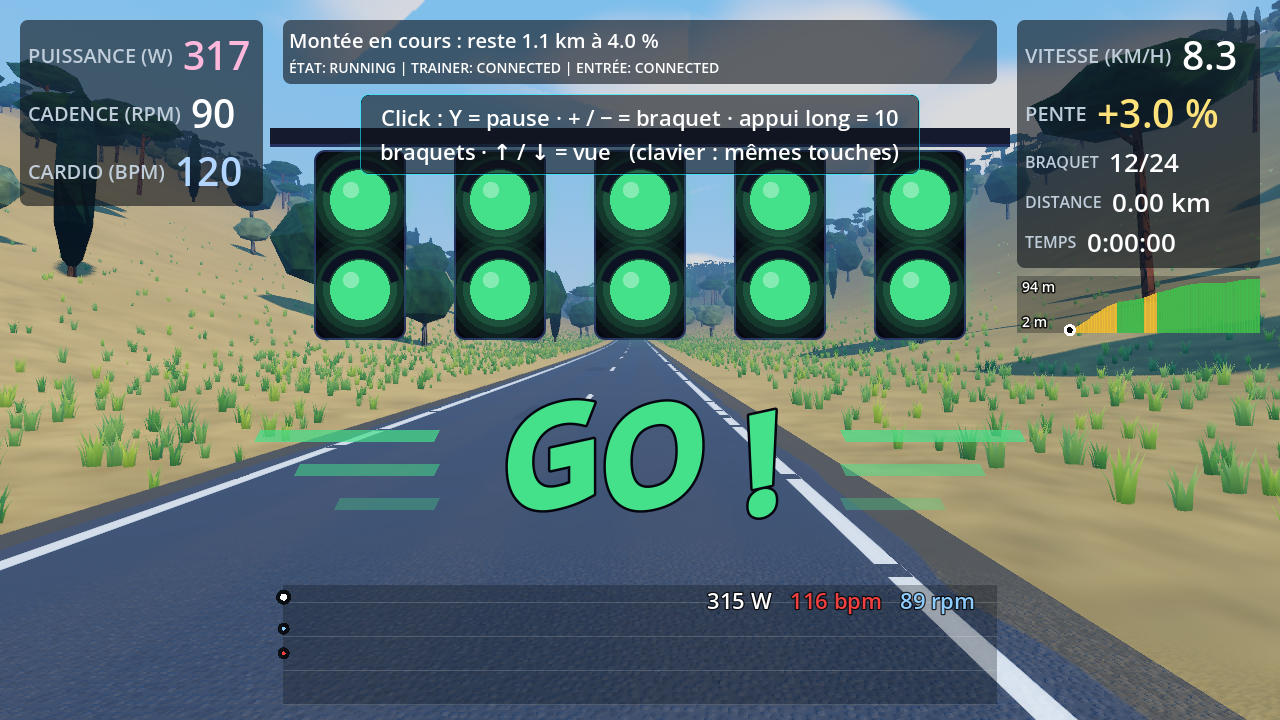 PUISSANCE (W) 317
CADENCE (RPM) 90
CARDIO (BPM) 120
Montée en cours : reste 1.1 km à 4.0 %
ÉTAT: RUNNING | TRAINER: CONNECTED | ENTRÉE: CONNECTED
Click : Y = pause · + / − = braquet · appui long = 10
braquets · ↑ / ↓ = vue (clavier : mêmes touches)
VITESSE (KM/H) 8.3
PENTE +3.0 %
BRAQUET 12/24
DISTANCE 0.00 km
TEMPS 0:00:00
94 m
2 m
GO !
315 W 116 bpm 89 rpm